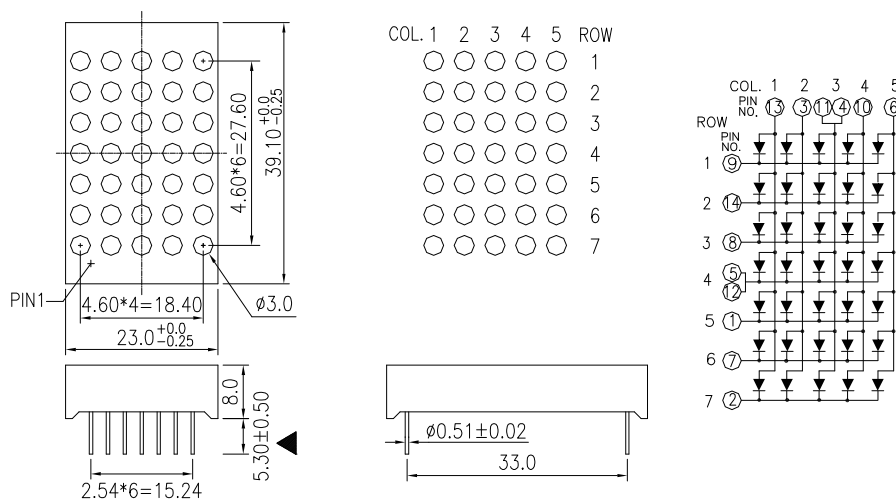 4.60*6=27.60
39.10 +0.0 -0.25
PIN1
4.60*4=18.40
ø3.0
23.0 +0.0 -0.25
COL. 1 2 3 4 5 ROW
1
2
3
4
5
6
7
COL. 1 2 3 4 5
PIN NO. 13 3 11 4 10 6
ROW
PIN NO.
1 9
2 14
3 8
4 5
12
5 1
6 7
7 2
8.0
5.30±0.50
2.54*6=15.24
ø0.51±0.02
33.0